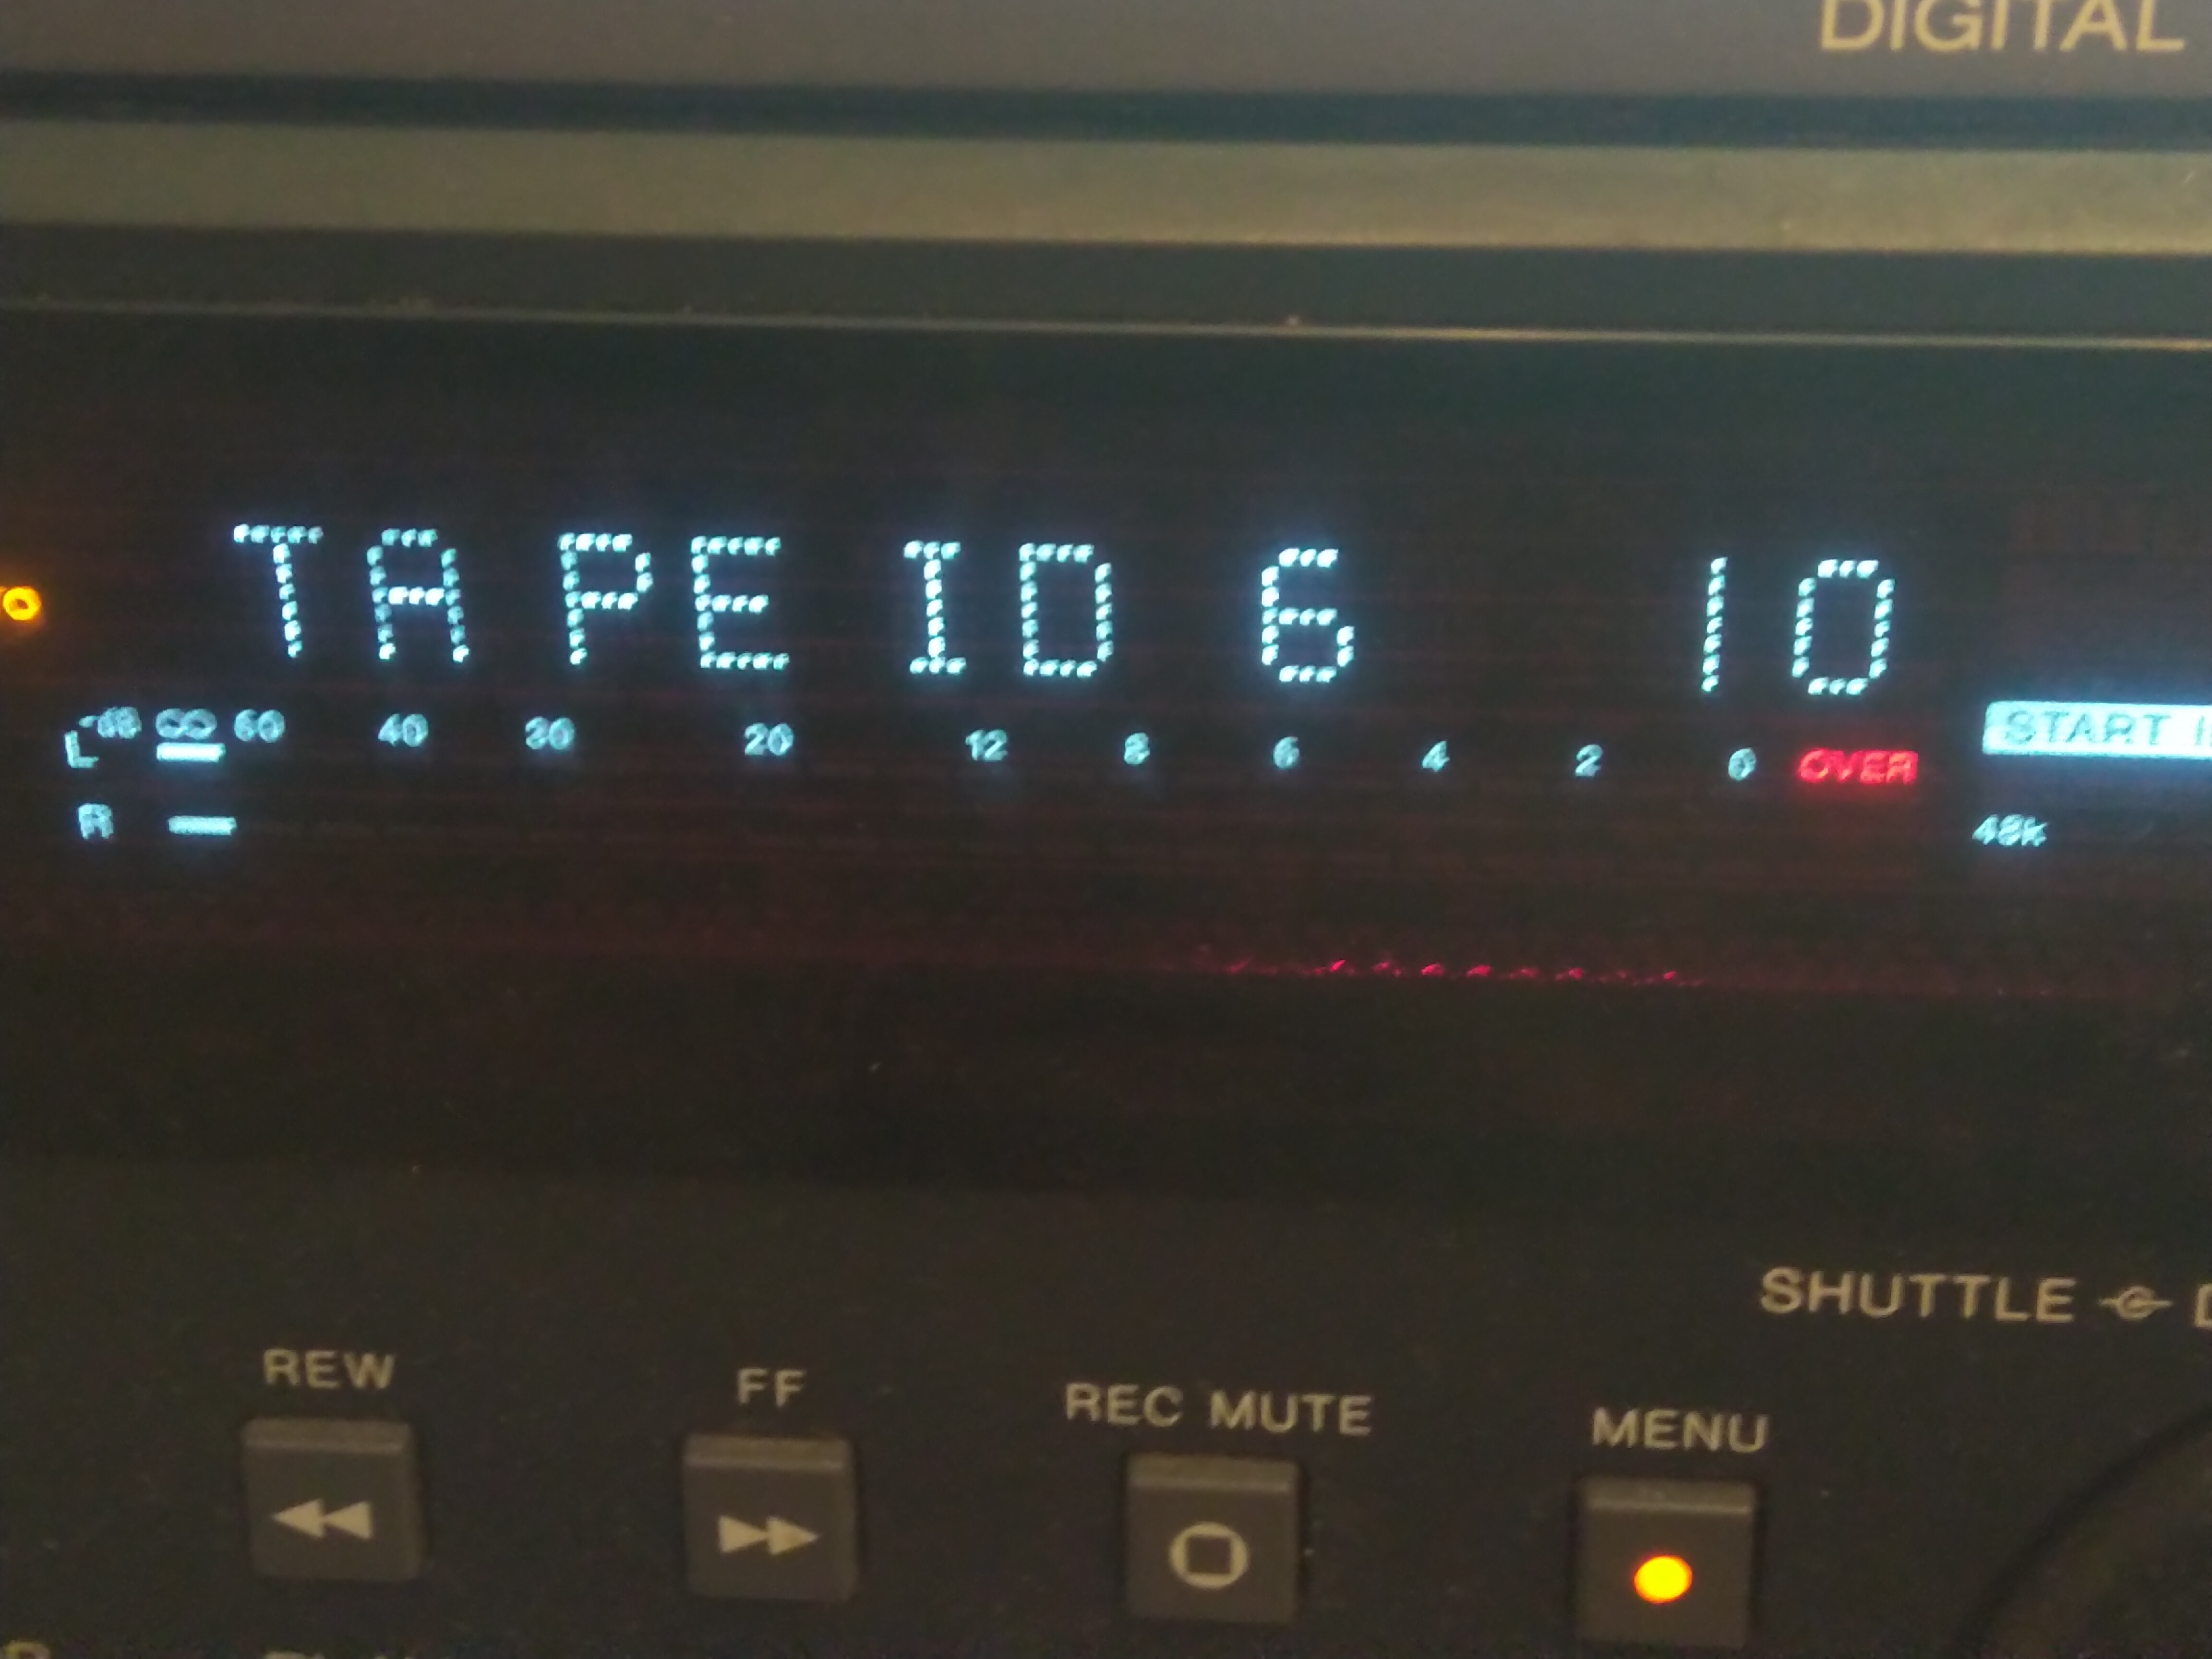 DIGITAL
TAPE ID 6 10
-dB ∞ 60 40 30 20 12 8 6 4 2 0 OVER
L
R
START
48k
SHUTTLE
REW FF REC MUTE MENU